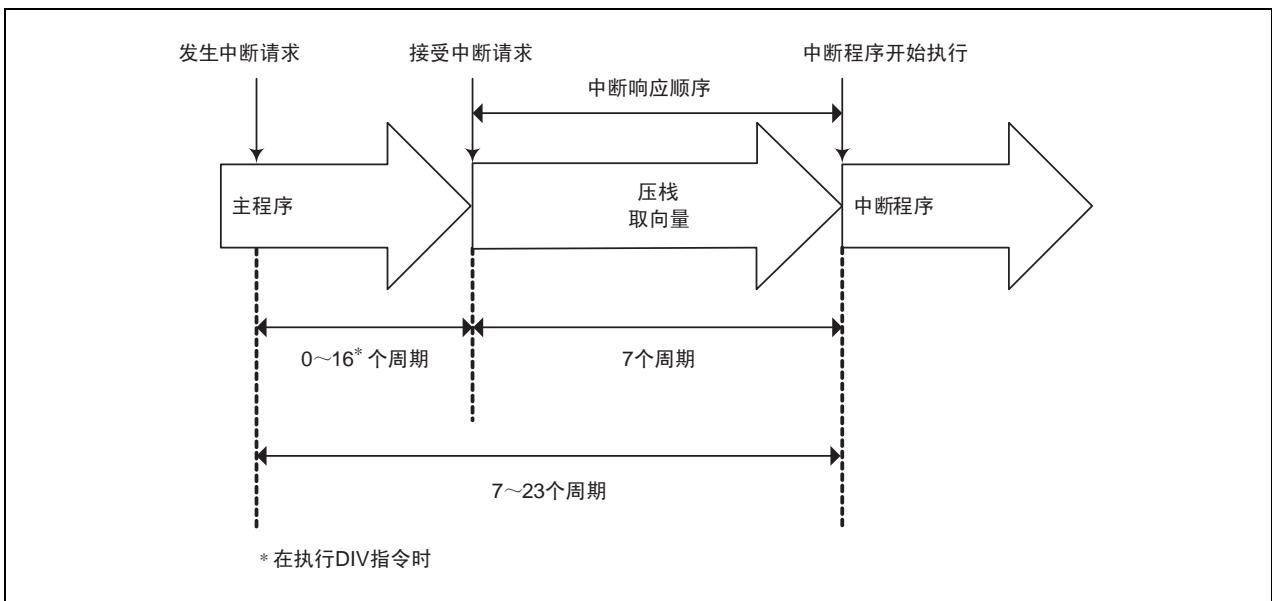 发生中断请求
接受中断请求
中断程序开始执行
中断响应顺序
主程序
压栈
取向量
中断程序
0～16* 个周期
7个周期
7～23个周期
* 在执行DIV指令时